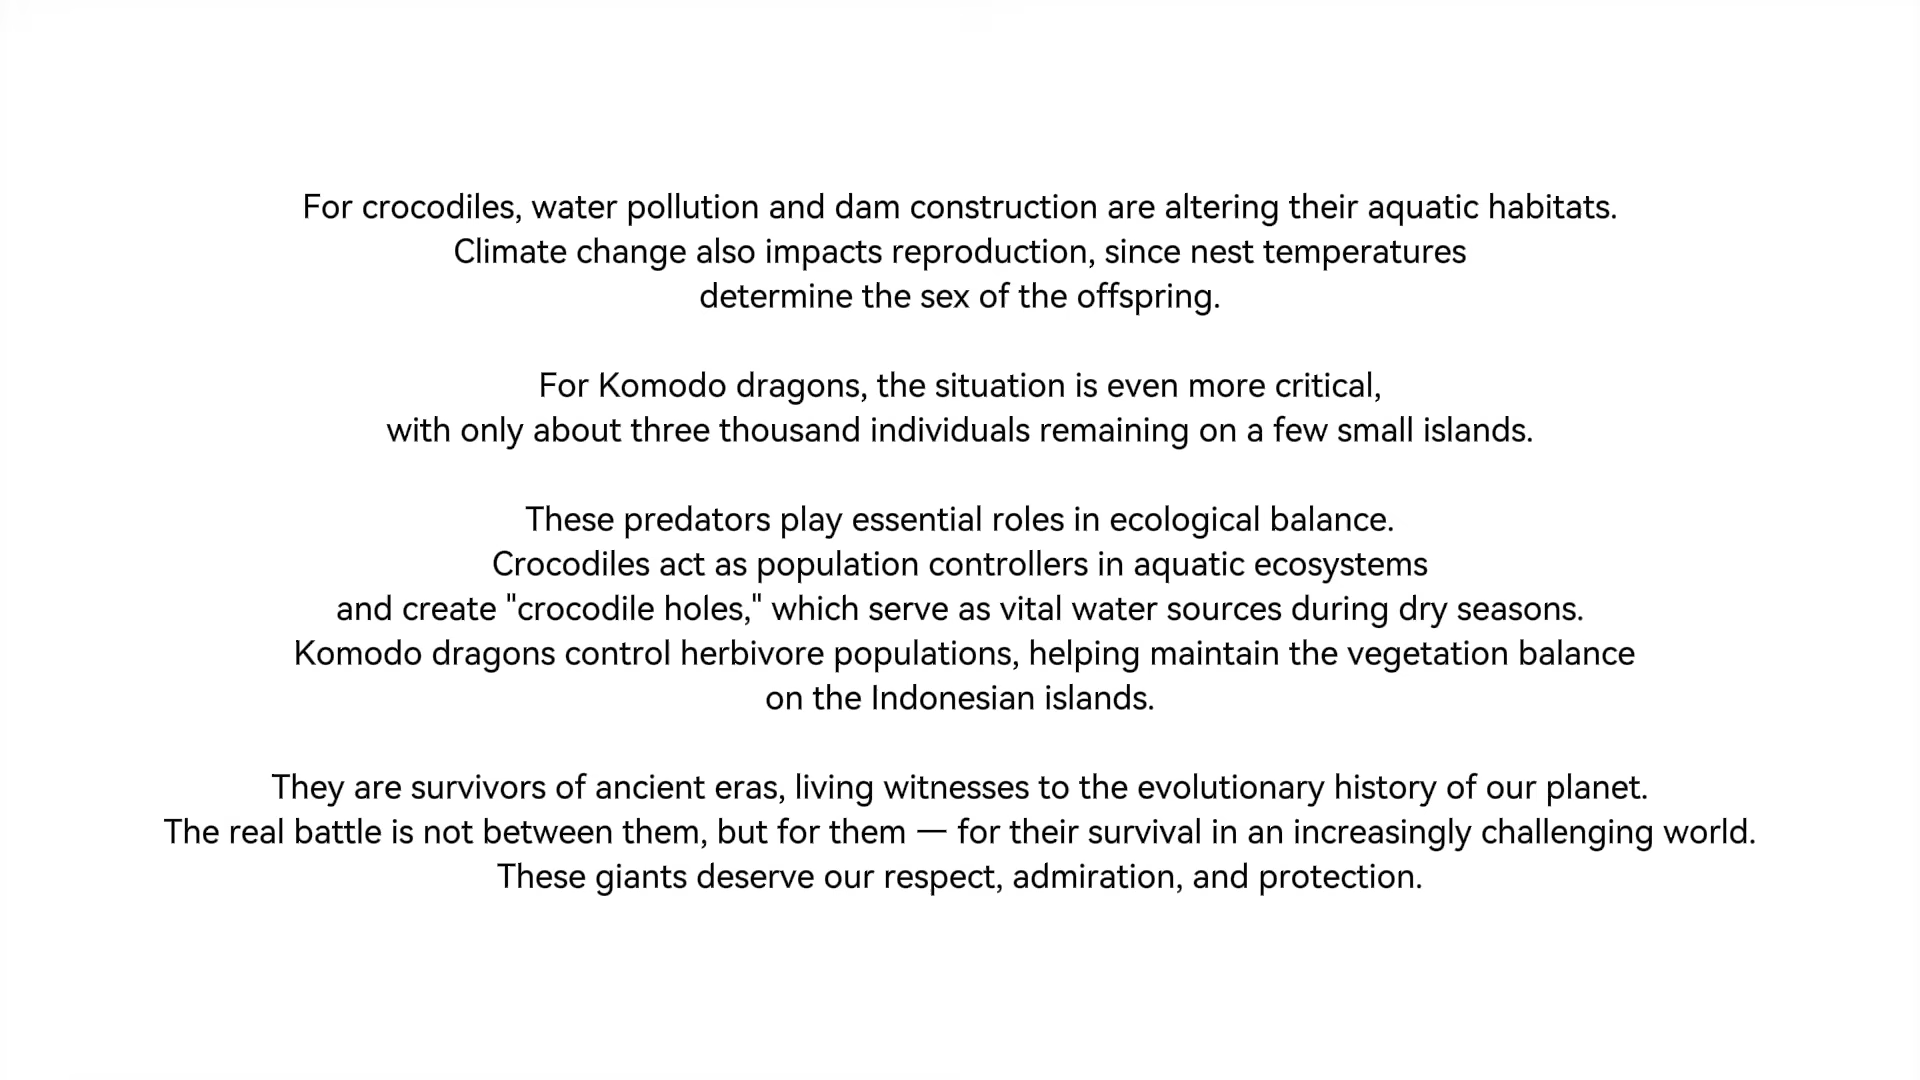 For crocodiles, water pollution and dam construction are altering their aquatic habitats.
Climate change also impacts reproduction, since nest temperatures
determine the sex of the offspring.
For Komodo dragons, the situation is even more critical,
with only about three thousand individuals remaining on a few small islands.
These predators play essential roles in ecological balance.
Crocodiles act as population controllers in aquatic ecosystems
and create "crocodile holes," which serve as vital water sources during dry seasons.
Komodo dragons control herbivore populations, helping maintain the vegetation balance
on the Indonesian islands.
They are survivors of ancient eras, living witnesses to the evolutionary history of our planet.
The real battle is not between them, but for them — for their survival in an increasingly challenging world.
These giants deserve our respect, admiration, and protection.